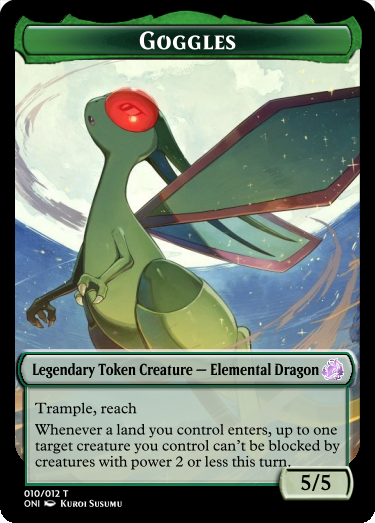 Goggles
Legendary Token Creature — Elemental Dragon
Trample, reach
Whenever a land you control enters, up to one
target creature you control can't be blocked by
creatures with power 2 or less this turn.
5/5
010/012 T
ONI Kuroi Susumu